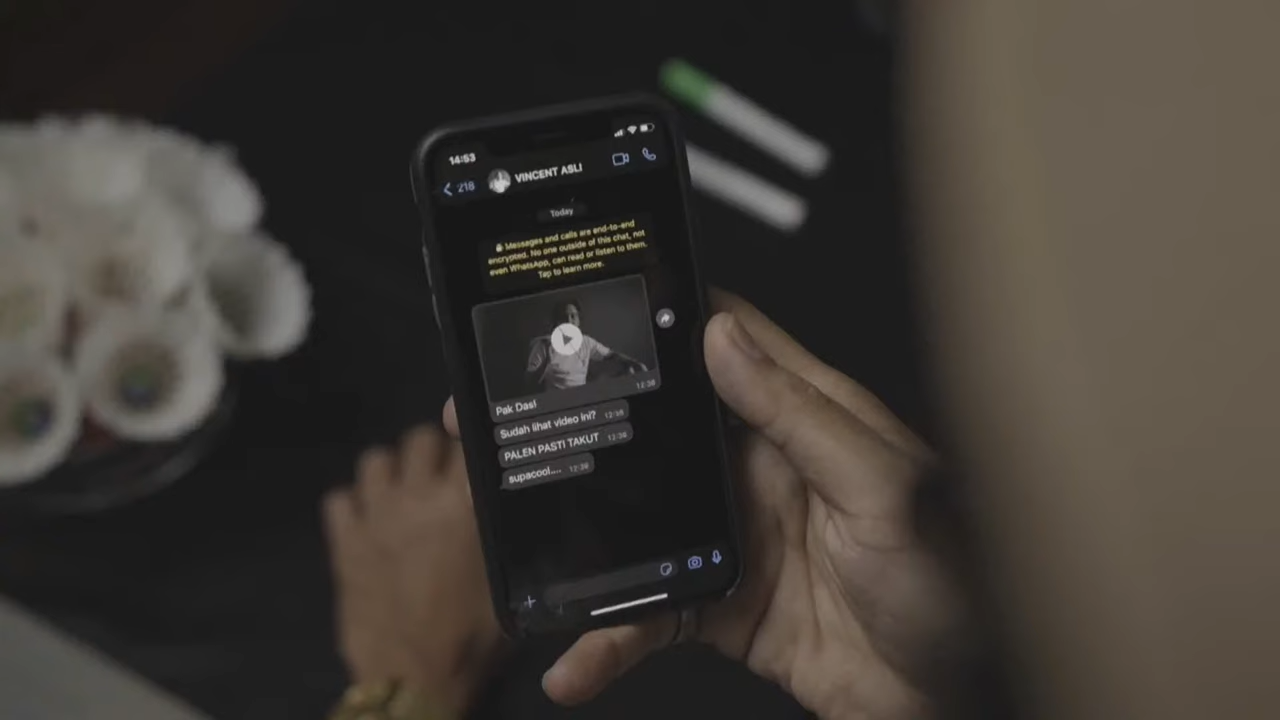 14:53
218
VINCENT ASLI
Today
Messages and calls are end-to-end
encrypted. No one outside of this chat, not
even WhatsApp, can read or listen to them.
Tap to learn more.
12:38
Pak Das!
Sudah lihat video ini? 12:38
PALEN PASTI TAKUT 12:38
supacool.... 12:39